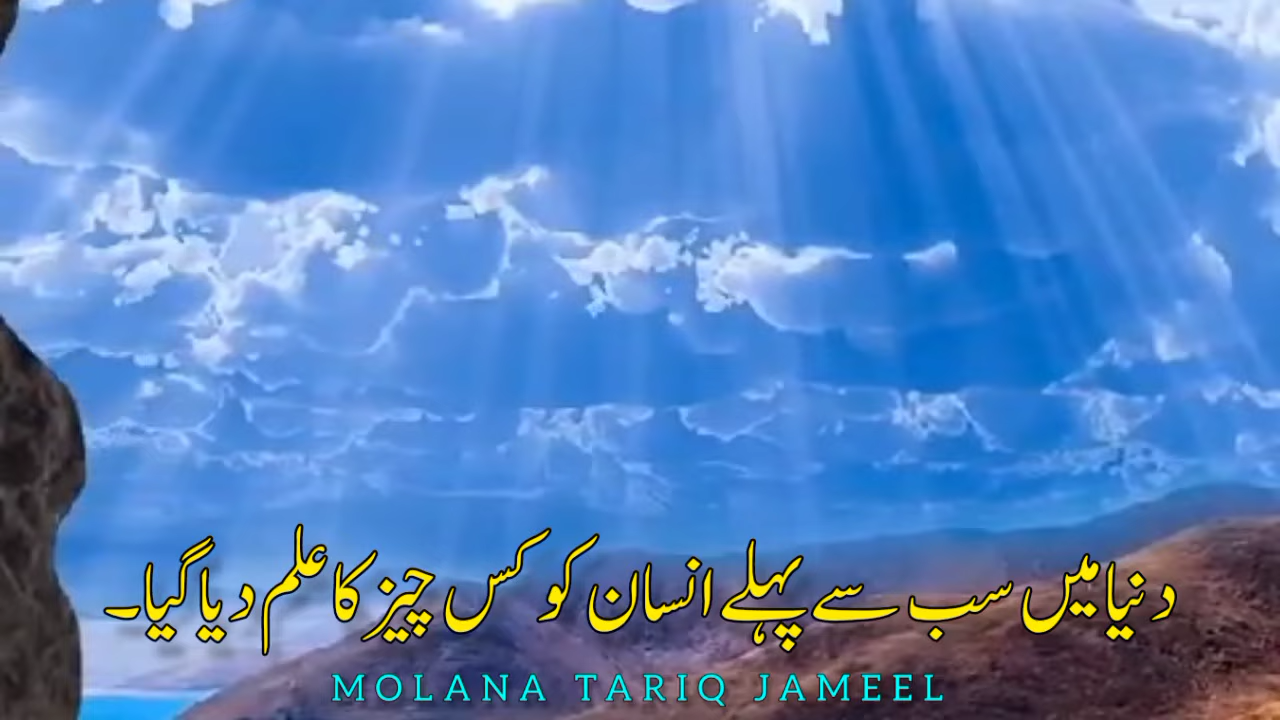 دنیا میں سب سے پہلے انسان کو کس چیز کا علم دیا گیا۔
MOLANA TARIQ JAMEEL